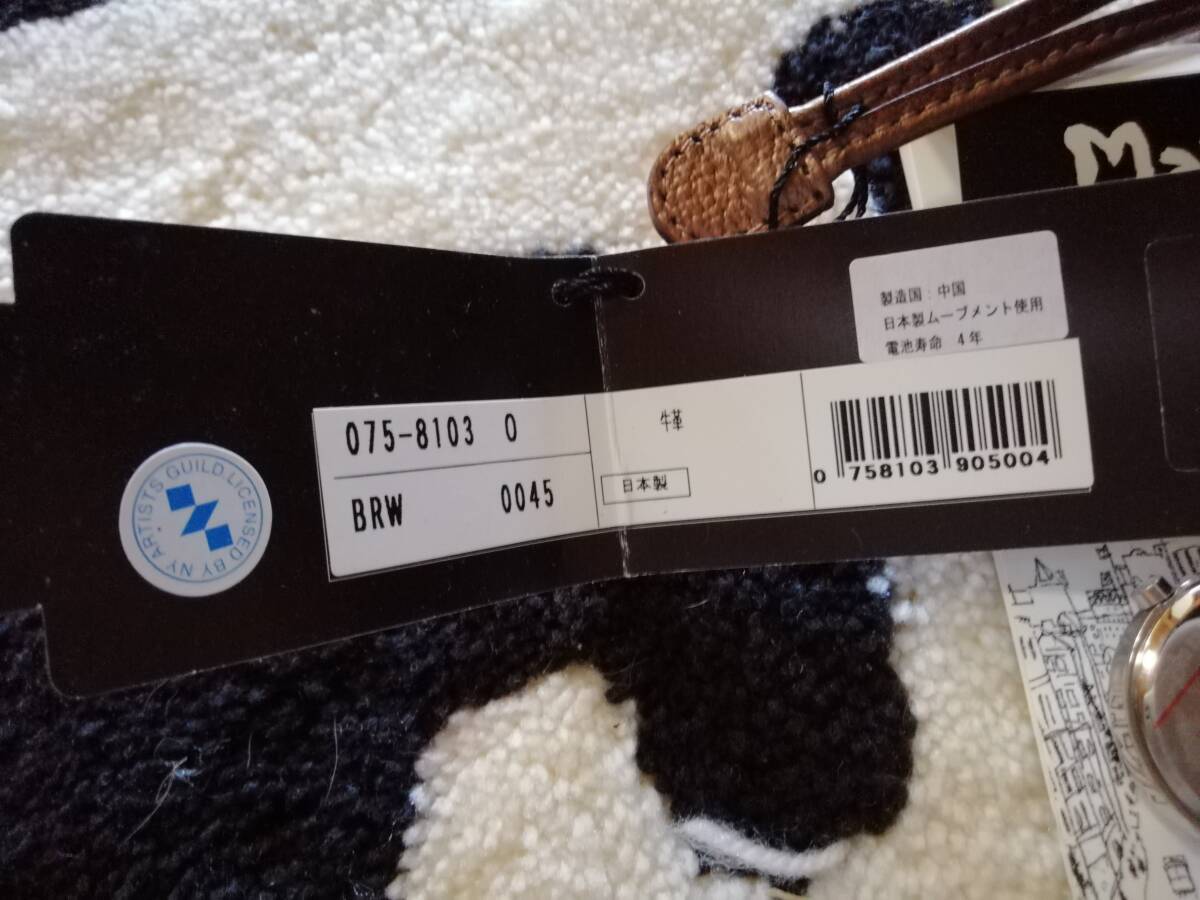 Ma
製造国:中国
日本製ムーブメント使用
電池寿命 4年
075-8103 0
BRW 0045
牛革
日本製
0 758103 905004
ARTISTS GUILD.LICENSED BY NY
N